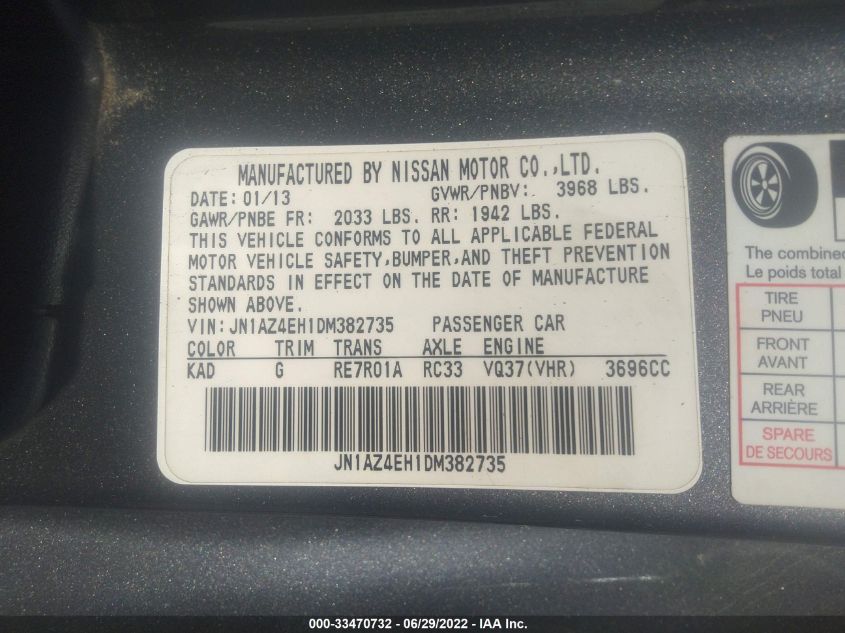 MANUFACTURED BY NISSAN MOTOR CO.,LTD.
DATE: 01/13 GVWR/PNBV: 3968 LBS.
GAWR/PNBE FR: 2033 LBS. RR: 1942 LBS.
THIS VEHICLE CONFORMS TO ALL APPLICABLE FEDERAL
MOTOR VEHICLE SAFETY,BUMPER,AND THEFT PREVENTION
STANDARDS IN EFFECT ON THE DATE OF MANUFACTURE
SHOWN ABOVE.
VIN:JN1AZ4EH1DM382735 PASSENGER CAR
COLOR TRIM TRANS AXLE ENGINE
KAD G RE7R01A RC33 VQ37(VHR) 3696CC
JN1AZ4EH1DM382735
The combined
Le poids total
TIRE
PNEU
FRONT
AVANT
REAR
ARRIÈRE
SPARE
DE SECOURS
000-33470732 - 06/29/2022 - IAA Inc.